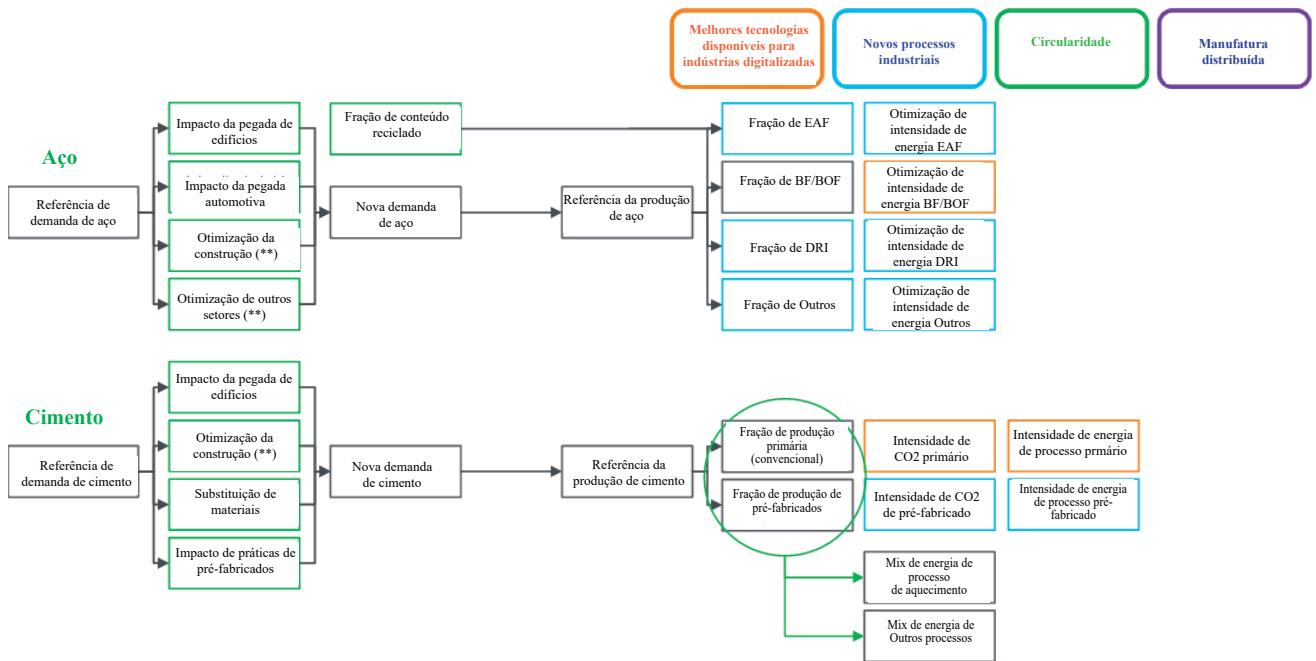 Melhores tecnologias
disponíveis para
indústrias digitalizadas
Novos processos
industriais
Circularidade
Manufatura
distribuída
Aço
Referência de
demanda de aço
Impacto da pegada de
edifícios
Impacto da pegada
automotiva
Otimização da
construção (**)
Otimização de outros
setores (**)
Fração de conteúdo
reciclado
Nova demanda
de aço
Referência da produção
de aço
Fração de EAF
Otimização de
intensidade de
energia EAF
Fração de BF/BOF
Otimização de
intensidade de
energia BF/BOF
Fração de DRI
Otimização de
intensidade de
energia DRI
Fração de Outros
Otimização de
intensidade de
energia Outros
Cimento
Referência de
demanda de cimento
Impacto da pegada de
edifícios
Otimização da
construção (**)
Substituição de
materiais
Impacto de práticas de
pré-fabricados
Nova demanda
de cimento
Referência da
produção de cimento
Fração de produção
primária
(convencional)
Intensidade de
CO2 primário
Intensidade de energia
de processo prmário
Fração de produção de
pré-fabricados
Intensidade de CO2
de pré-fabricado
Intensidade de energia
de processo pré-
fabricado
Mix de energia de
processo
de aquecimento
Mix de energia de
Outros processos